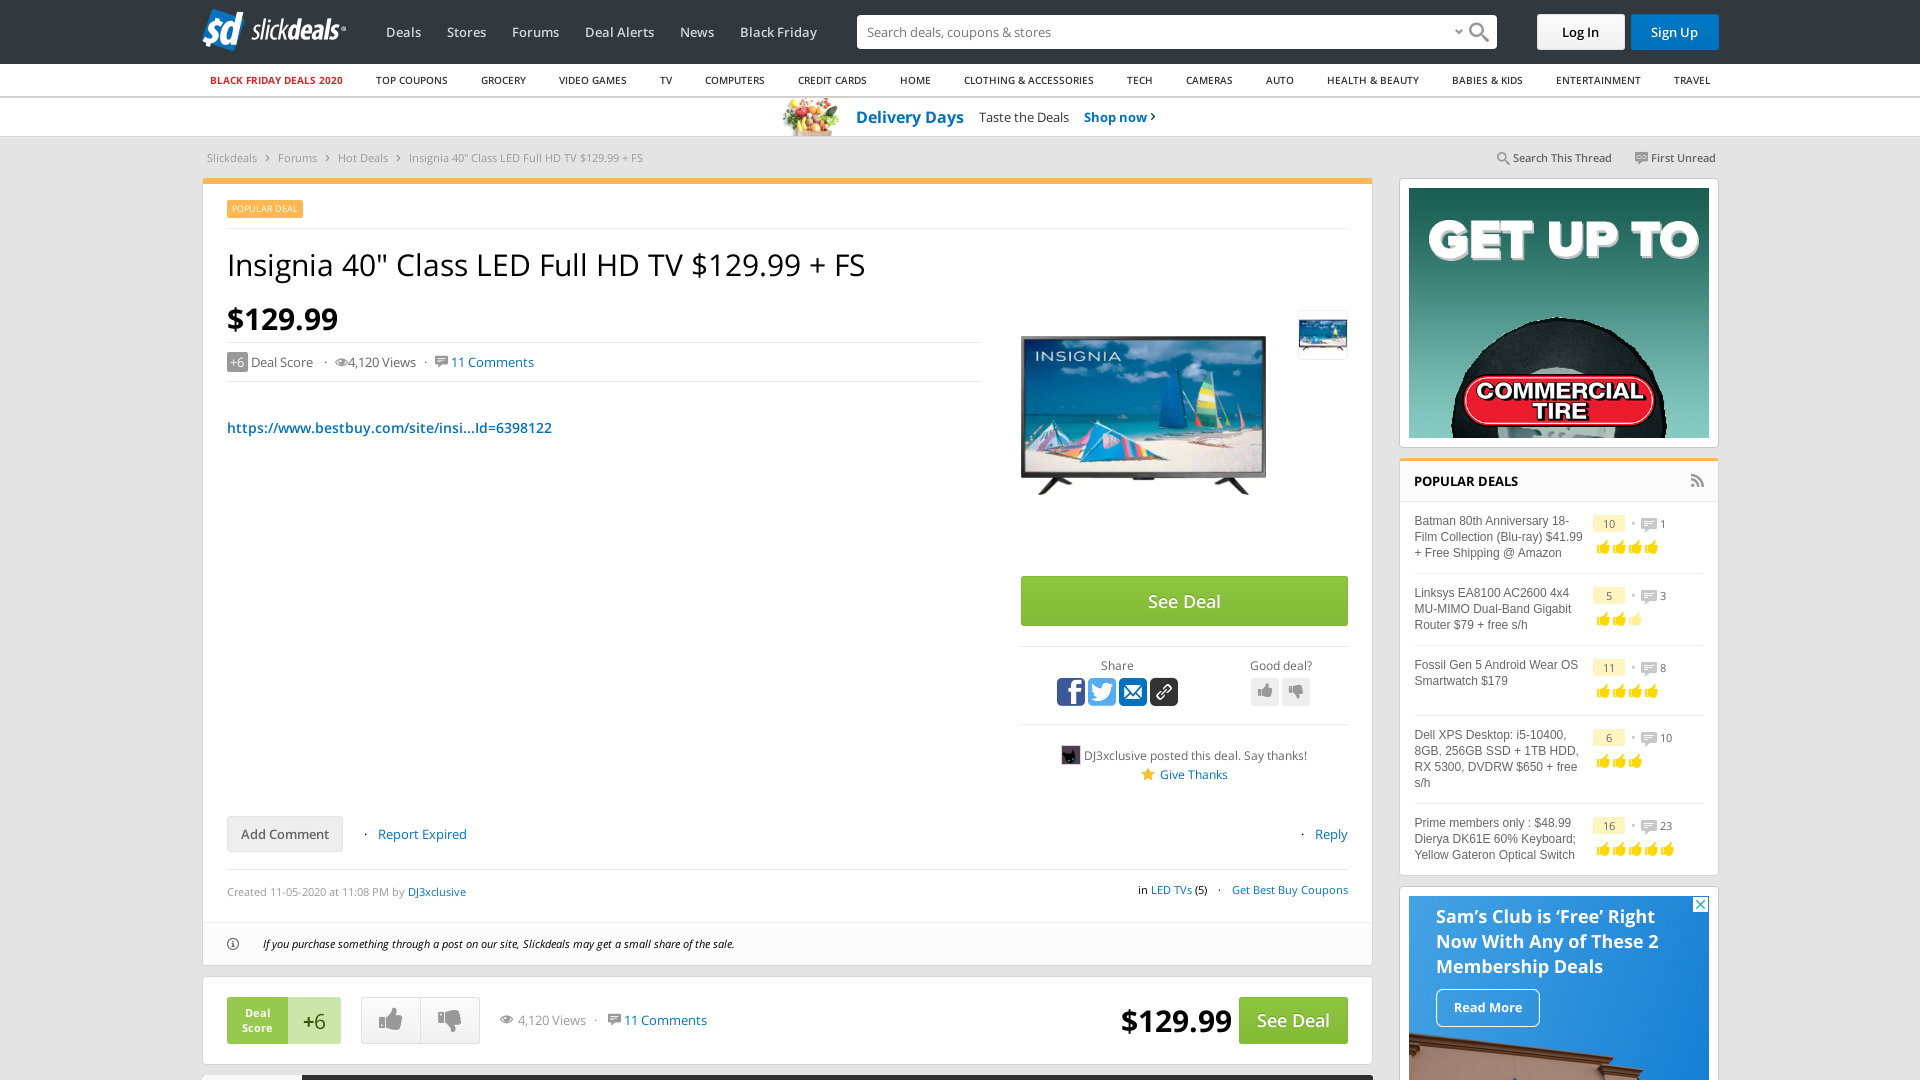 sd slickdeals
Deals
Stores
Forums
Deal Alerts
News
Black Friday
Search deals, coupons & stores
Log In
Sign Up
BLACK FRIDAY DEALS 2020
TOP COUPONS
GROCERY
VIDEO GAMES
TV
COMPUTERS
CREDIT CARDS
HOME
CLOTHING & ACCESSORIES
TECH
CAMERAS
AUTO
HEALTH & BEAUTY
BABIES & KIDS
ENTERTAINMENT
TRAVEL
Delivery Days Taste the Deals Shop now ›
Slickdeals › Forums › Hot Deals › Insignia 40" Class LED Full HD TV $129.99 + FS
Search This Thread
First Unread
POPULAR DEAL
Insignia 40" Class LED Full HD TV $129.99 + FS
$129.99
+6 Deal Score · 4,120 Views · 11 Comments
https://www.bestbuy.com/site/insi...Id=6398122
INSIGNIA
See Deal
Share
Good deal?
DJ3xclusive posted this deal. Say thanks!
Give Thanks
Add Comment · Report Expired
· Reply
Created 11-05-2020 at 11:08 PM by DJ3xclusive
in LED TVs (5) · Get Best Buy Coupons
If you purchase something through a post on our site, Slickdeals may get a small share of the sale.
Deal
Score
+6
4,120 Views · 11 Comments
$129.99
See Deal
GET UP TO
COMMERCIAL
TIRE
POPULAR DEALS
Batman 80th Anniversary 18-
Film Collection (Blu-ray) $41.99
+ Free Shipping @ Amazon
10 • 1
Linksys EA8100 AC2600 4x4
MU-MIMO Dual-Band Gigabit
Router $79 + free s/h
5 • 3
Fossil Gen 5 Android Wear OS
Smartwatch $179
11 • 8
Dell XPS Desktop: i5-10400,
8GB, 256GB SSD + 1TB HDD,
RX 5300, DVDRW $650 + free
s/h
6 • 10
Prime members only : $48.99
Dierya DK61E 60% Keyboard;
Yellow Gateron Optical Switch
16 • 23
Sam's Club is 'Free' Right
Now With Any of These 2
Membership Deals
Read More